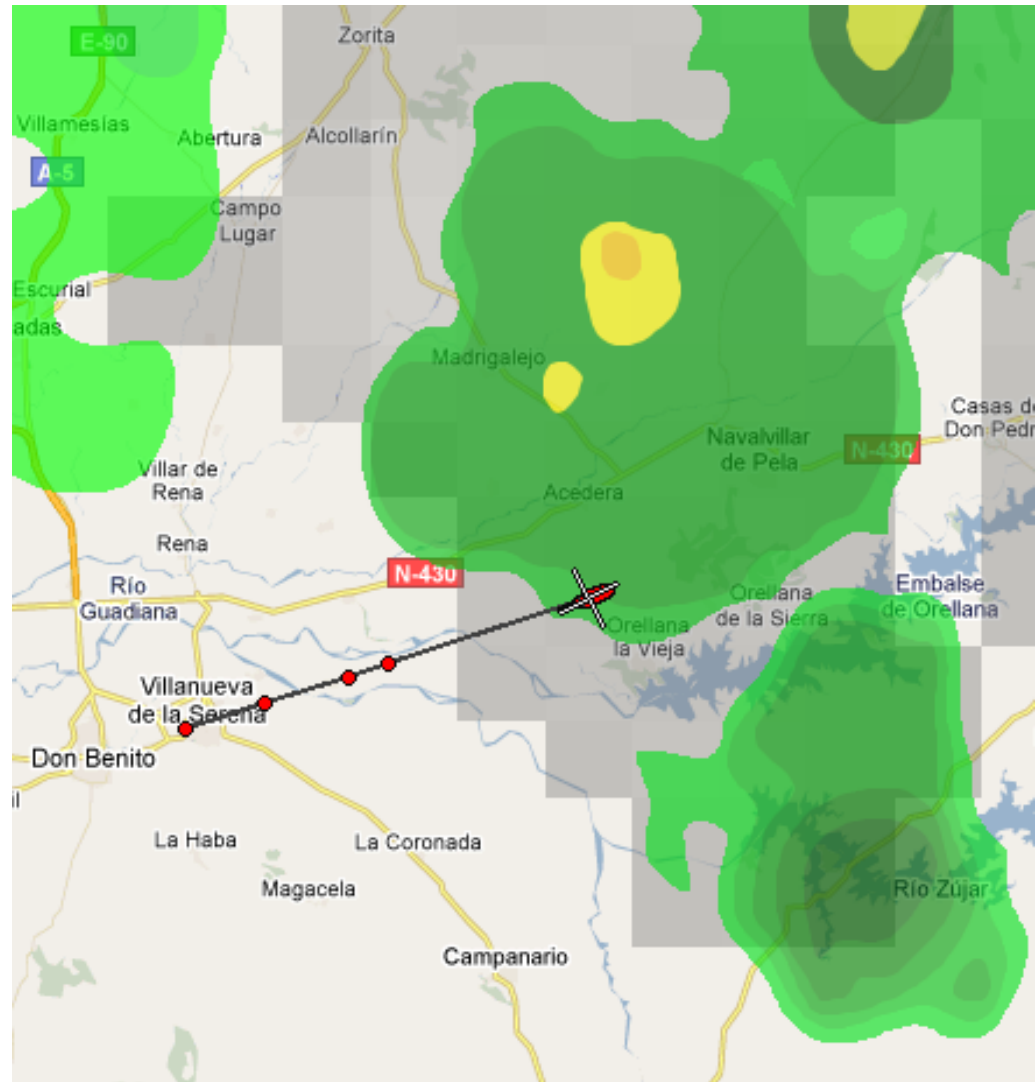 E-90
Zorita
Villamesías
Abertura
Alcollarín
A-5
Campo
Lugar
Escurial
adas
Madrigalejo
Casas de
Don Pedr
Navalvillar
de Pela
N-430
Villar de
Rena
Acedera
Rena
N-430
Río
Guadiana
Embalse
de Orellana
Orellana
de la Sierra
Orellana
la Vieja
Villanueva
de la Serena
Don Benito
il
La Haba
La Coronada
Magacela
Río Zújar
Campanario